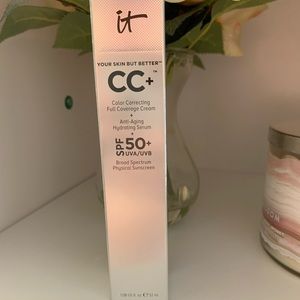 it
YOUR SKIN BUT BETTER™
CC+™
Color Correcting
Full Coverage Cream
+
Anti-Aging
Hydrating Serum
+
SPF 50+
UVA/UVB
Broad Spectrum
Physical Sunscreen